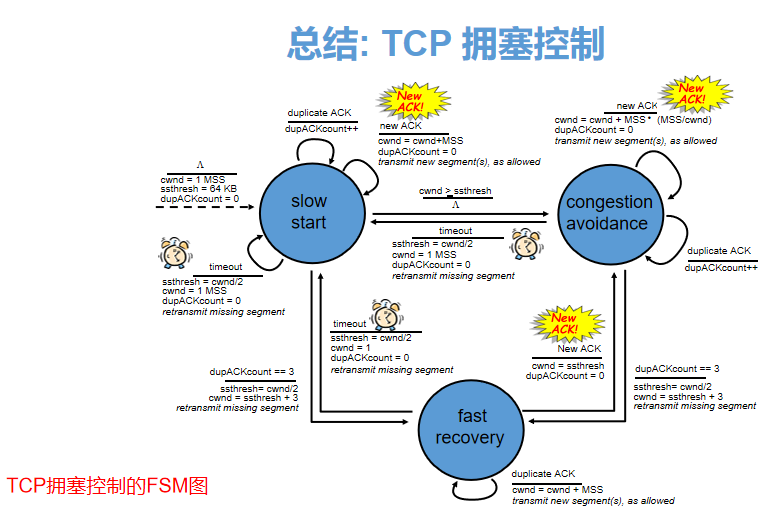 总结: TCP 拥塞控制
duplicate ACK
dupACKcount++
New
ACK!
new ACK
cwnd = cwnd+MSS
dupACKcount = 0
transmit new segment(s), as allowed
New
ACK!
new ACK
cwnd = cwnd + MSS • (MSS/cwnd)
dupACKcount = 0
transmit new segment(s), as allowed
Λ
cwnd = 1 MSS
ssthresh = 64 KB
dupACKcount = 0
slow
start
cwnd > ssthresh
Λ
congestion
avoidance
timeout
ssthresh = cwnd/2
cwnd = 1 MSS
dupACKcount = 0
retransmit missing segment
duplicate ACK
dupACKcount++
timeout
ssthresh = cwnd/2
cwnd = 1 MSS
dupACKcount = 0
retransmit missing segment
timeout
ssthresh = cwnd/2
cwnd = 1
dupACKcount = 0
retransmit missing segment
New
ACK!
New ACK
cwnd = ssthresh
dupACKcount = 0
dupACKcount == 3
ssthresh= cwnd/2
cwnd = ssthresh + 3
retransmit missing segment
dupACKcount == 3
ssthresh= cwnd/2
cwnd = ssthresh + 3
retransmit missing segment
fast
recovery
duplicate ACK
cwnd = cwnd + MSS
transmit new segment(s), as allowed
TCP拥塞控制的FSM图